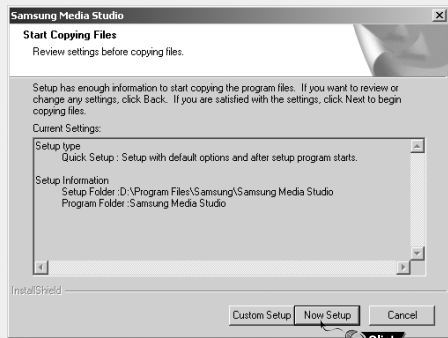 Samsung Media Studio
Start Copying Files
Review settings before copying files.
Setup has enough information to start copying the program files. If you want to review or
change any settings, click Back. If you are satisfied with the settings, click Next to begin
copying files.
Current Settings:
Setup type
Quick Setup : Setup with default options and after setup program starts.
Setup Information
Setup Folder :D:\Program Files\Samsung\Samsung Media Studio
Program Folder :Samsung Media Studio
InstallShield
Custom Setup Now Setup Cancel